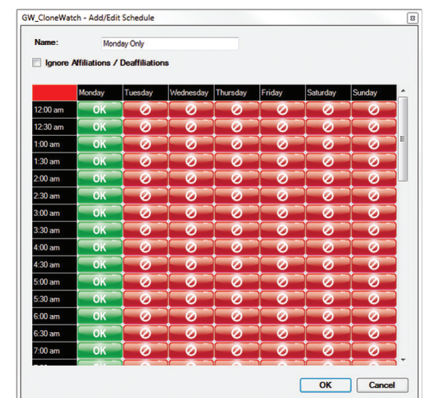 GW_CloneWatch - Add/Edit Schedule
Name: Monday Only
Ignore Affiliations / Deaffiliations
Monday Tuesday Wednesday Thursday Friday Saturday Sunday
12:00 am OK
12:30 am OK
1:00 am OK
1:30 am OK
2:00 am OK
2:30 am OK
3:00 am OK
3:30 am OK
4:00 am OK
4:30 am OK
5:00 am OK
5:30 am OK
6:00 am OK
6:30 am OK
7:00 am OK
OK Cancel